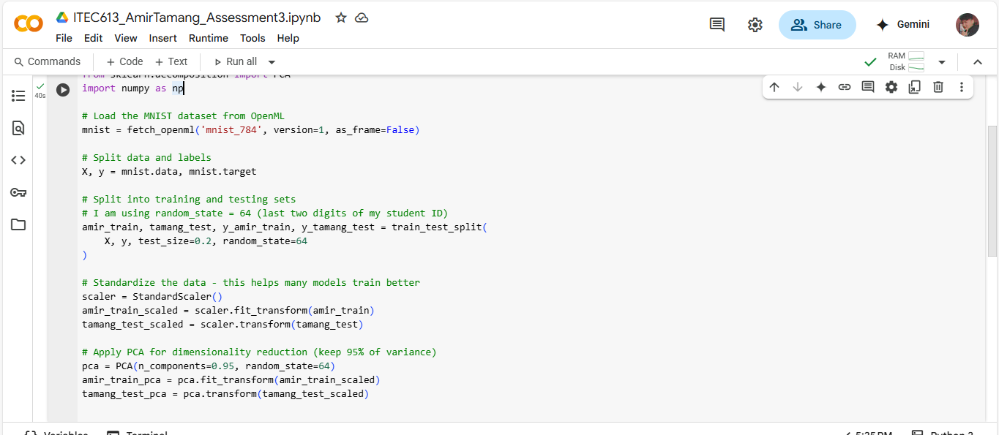 ITEC613_AmirTamang_Assessment3.ipynb
File Edit View Insert Runtime Tools Help
Share
Gemini
Commands + Code + Text Run all
RAM
Disk
40s
from sklearn.decomposition import PCA
import numpy as np
# Load the MNIST dataset from OpenML
mnist = fetch_openml('mnist_784', version=1, as_frame=False)
# Split data and labels
X, y = mnist.data, mnist.target
# Split into training and testing sets
# I am using random_state = 64 (last two digits of my student ID)
amir_train, tamang_test, y_amir_train, y_tamang_test = train_test_split(
    X, y, test_size=0.2, random_state=64
)
# Standardize the data - this helps many models train better
scaler = StandardScaler()
amir_train_scaled = scaler.fit_transform(amir_train)
tamang_test_scaled = scaler.transform(tamang_test)
# Apply PCA for dimensionality reduction (keep 95% of variance)
pca = PCA(n_components=0.95, random_state=64)
amir_train_pca = pca.fit_transform(amir_train_scaled)
tamang_test_pca = pca.transform(tamang_test_scaled)
Variables Terminal 5:35 PM Python 3